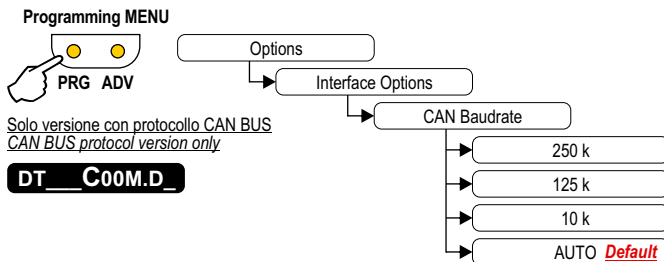 Programming MENU
PRG ADV
Options
Interface Options
CAN Baudrate
250 k
125 k
10 k
AUTO Default
Solo versione con protocollo CAN BUS
CAN BUS protocol version only
DT___C00M.D_